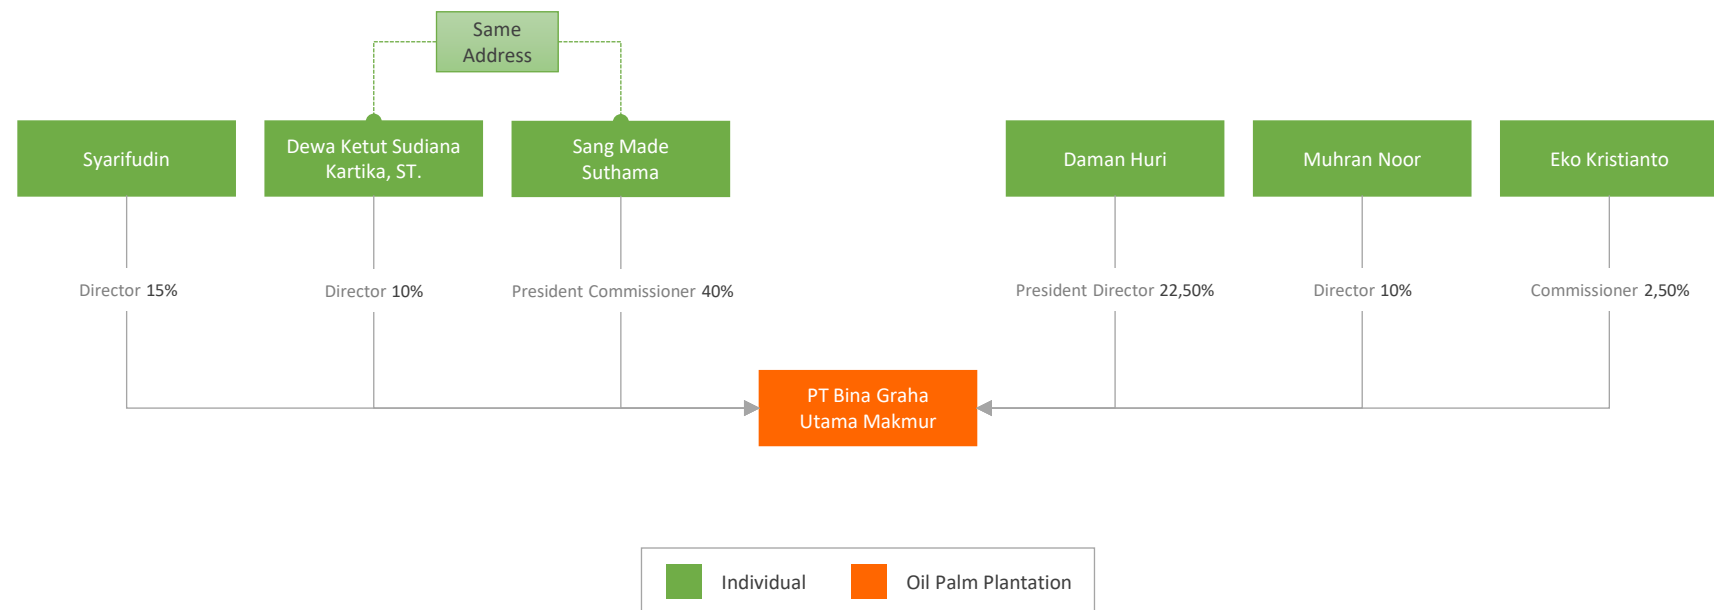 Same
Address
Syarifudin
Dewa Ketut Sudiana
Kartika, ST.
Sang Made
Suthama
Daman Huri
Muhran Noor
Eko Kristianto
Director 15%
Director 10%
President Commissioner 40%
President Director 22,50%
Director 10%
Commissioner 2,50%
PT Bina Graha
Utama Makmur
Individual
Oil Palm Plantation